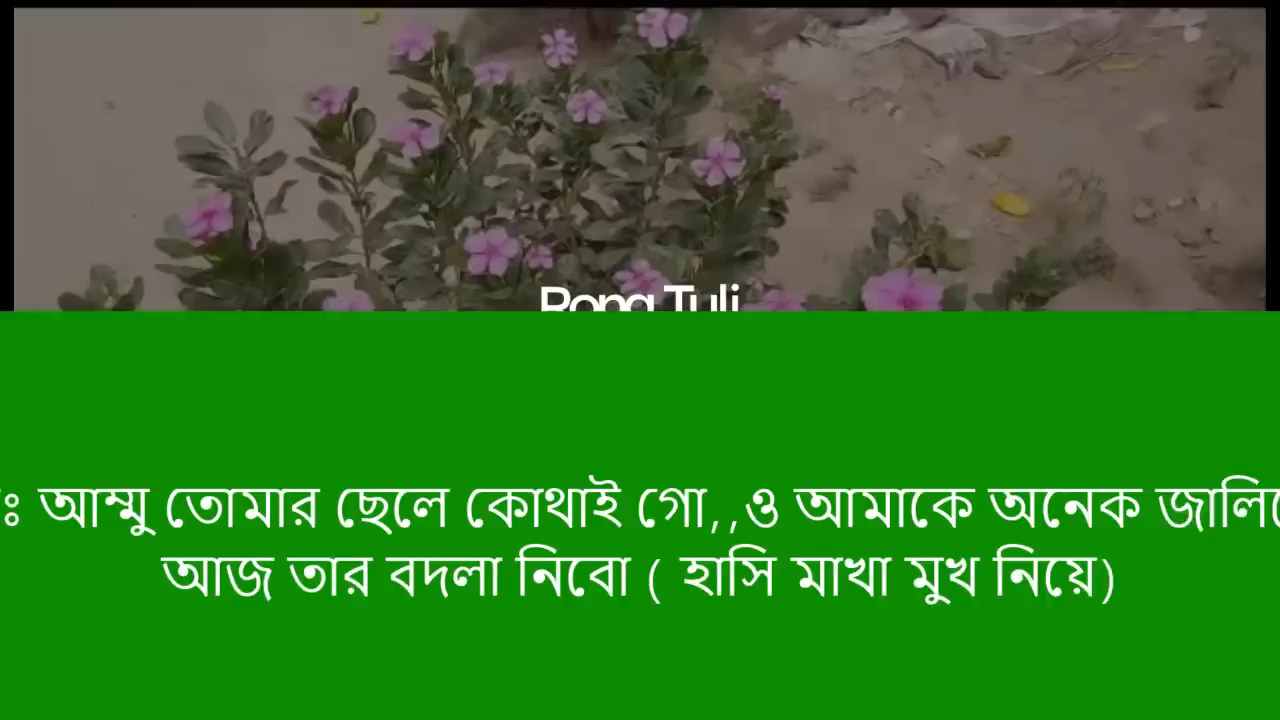 Rong Tuli
আম্মু তোমার ছেলে কোথাই গো,,ও আমাকে অনেক
আজ তার বদলা নিবো ( হাসি মাখা মুখ নিয়ে)